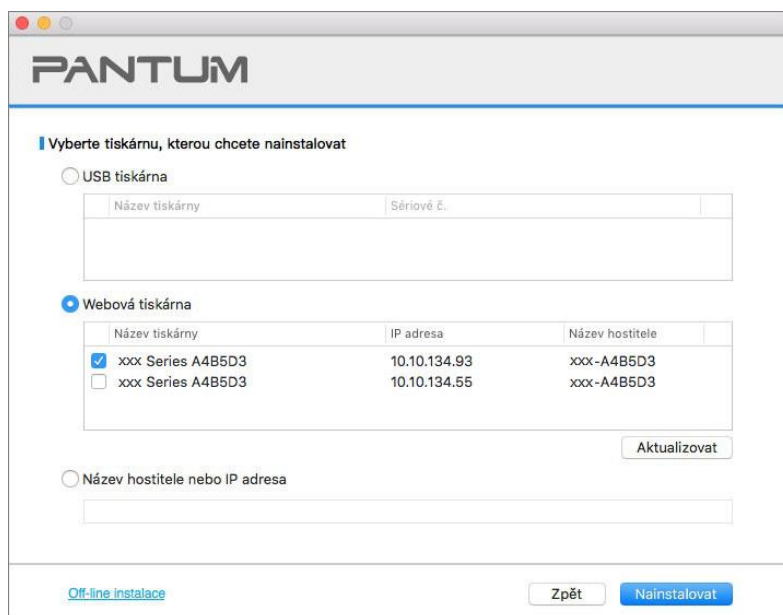 PANTUM
Vyberte tiskárnu, kterou chcete nainstalovat
USB tiskárna
Název tiskárny Sériové č.
Webová tiskárna
Název tiskárny IP adresa Název hostitele
xxx Series A4B5D3 10.10.134.93 xxx-A4B5D3
xxx Series A4B5D3 10.10.134.55 xxx-A4B5D3
Aktualizovat
Název hostitele nebo IP adresa
Off-line instalace Zpět Nainstalovat